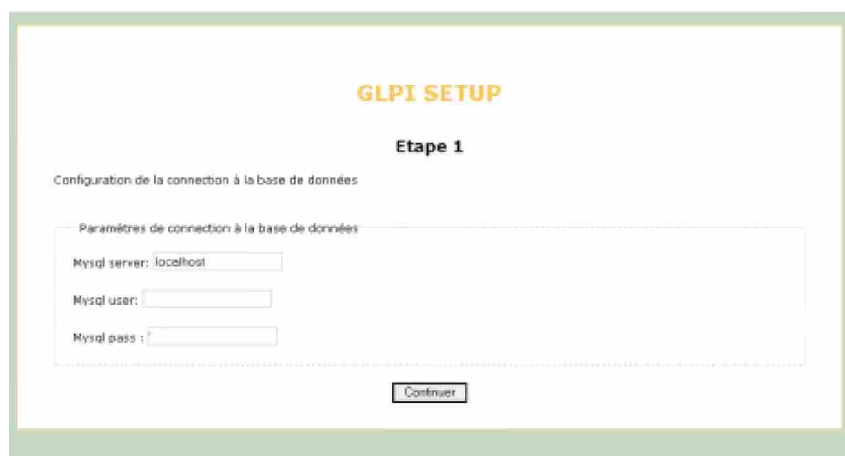 GLPI SETUP
Etape 1
Configuration de la connection à la base de données
Paramètres de connection à la base de données
Mysql server: localhost
Mysql user:
Mysql pass :
Continuer